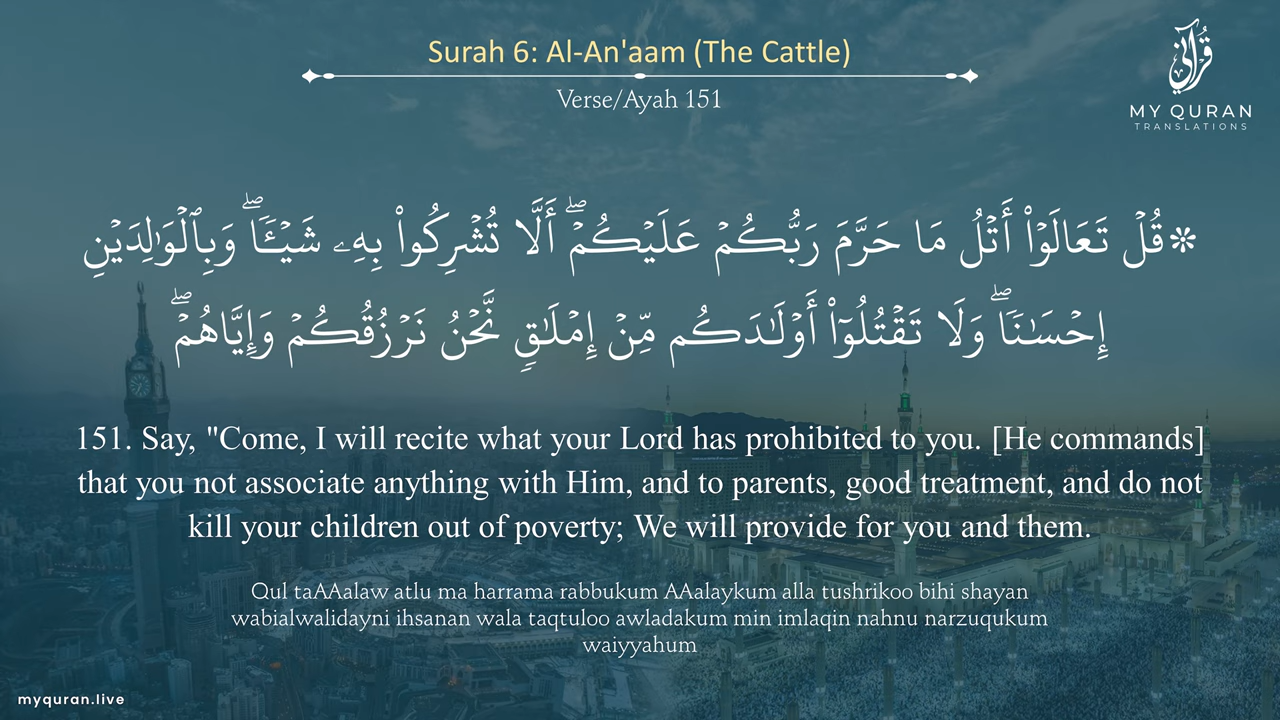 Surah 6: Al-An'aam (The Cattle)
Verse/Ayah 151
قرآني
MY QURAN
TRANSLATIONS
۞قُلۡ تَعَالَوۡاْ أَتۡلُ مَا حَرَّمَ رَبُّكُمۡ عَلَيۡكُمۡۖ أَلَّا تُشۡرِكُواْ بِهِۦ شَيۡـٔٗاۖ وَبِٱلۡوَٰلِدَيۡنِ
إِحۡسَٰنٗاۖ وَلَا تَقۡتُلُوٓاْ أَوۡلَٰدَكُم مِّنۡ إِمۡلَٰقٖ نَّحۡنُ نَرۡزُقُكُمۡ وَإِيَّاهُمۡۖ
151. Say, "Come, I will recite what your Lord has prohibited to you. [He commands]
that you not associate anything with Him, and to parents, good treatment, and do not
kill your children out of poverty; We will provide for you and them.
Qul taAAalaw atlu ma harrama rabbukum AAalaykum alla tushrikoo bihi shayan
wabialwalidayni ihsanan wala taqtuloo awladakum min imlaqin nahnu narzuqukum
waiyyahum
myquran.live